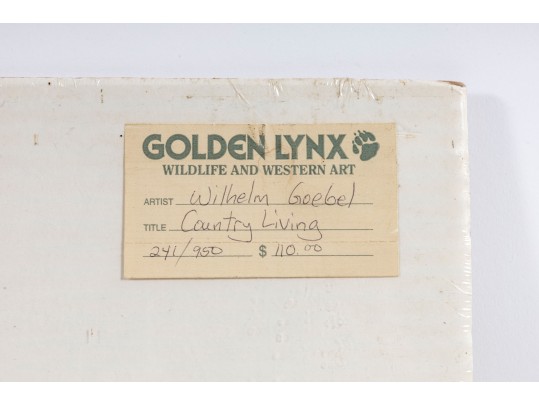 GOLDEN LYNX
WILDLIFE AND WESTERN ART
ARTIST Wilhelm Goebel
TITLE Country Living
241/950 $ 110.00